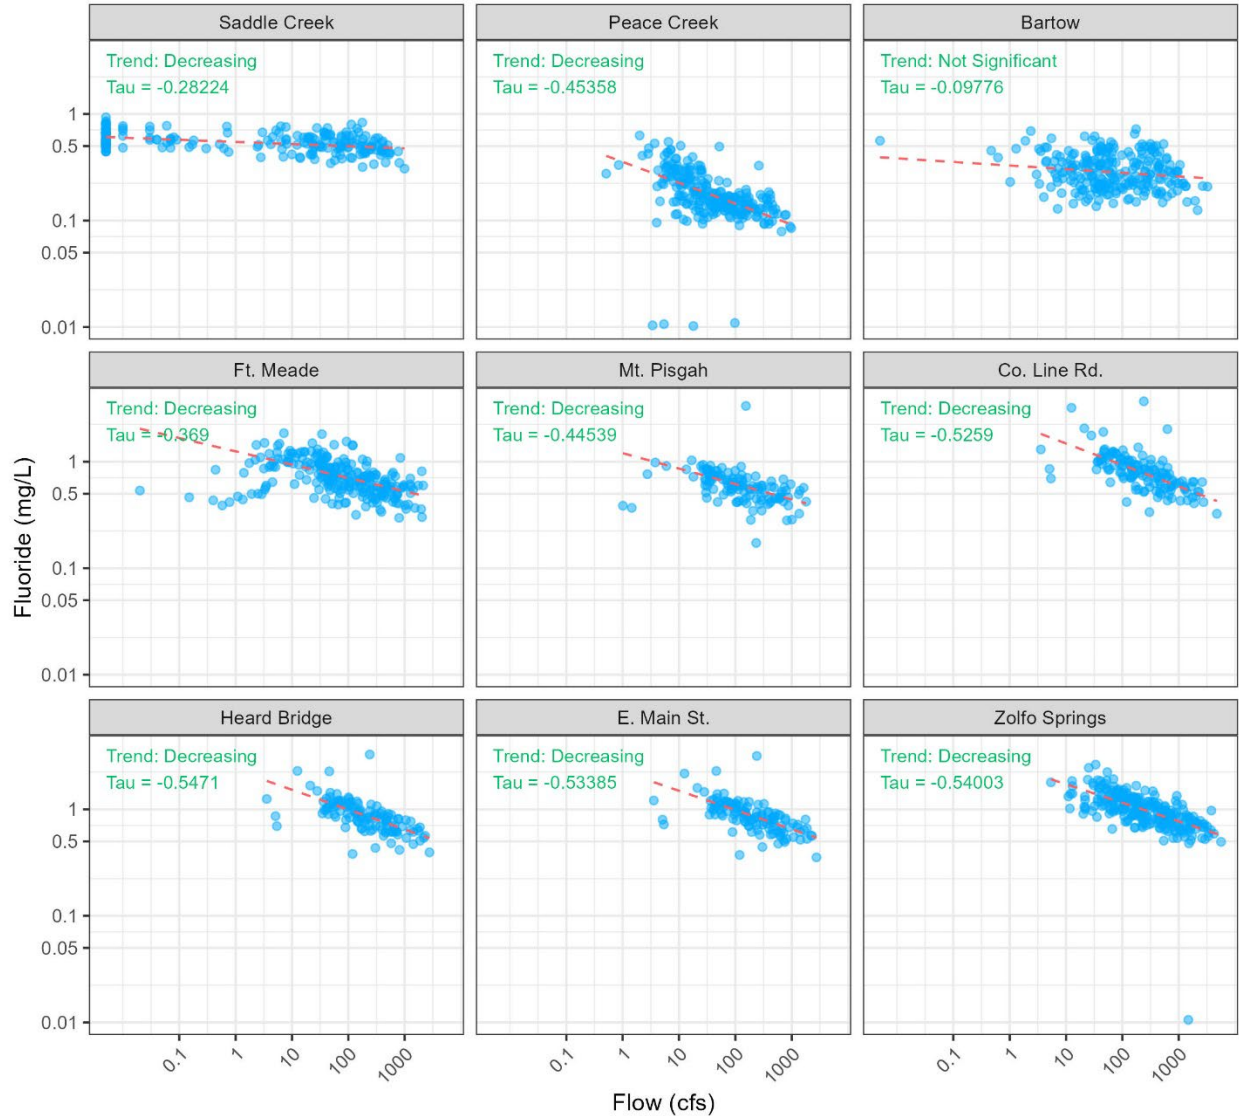 Saddle Creek
Peace Creek
Bartow
Trend: Decreasing
Tau = -0.28224
Trend: Decreasing
Tau = -0.45358
Trend: Not Significant
Tau = -0.09776
1
0.5
0.1
0.05
0.01
Ft. Meade
Mt. Pisgah
Co. Line Rd.
Trend: Decreasing
Tau = -0.369
Trend: Decreasing
Tau = -0.44539
Trend: Decreasing
Tau = -0.5259
Fluoride (mg/L)
1
0.5
0.1
0.05
0.01
Heard Bridge
E. Main St.
Zolfo Springs
Trend: Decreasing
Tau = -0.5471
Trend: Decreasing
Tau = -0.53385
Trend: Decreasing
Tau = -0.54003
1
0.5
0.1
0.05
0.01
0.1 1 10 100 1000
0.1 1 10 100 1000
0.1 1 10 100 1000
Flow (cfs)